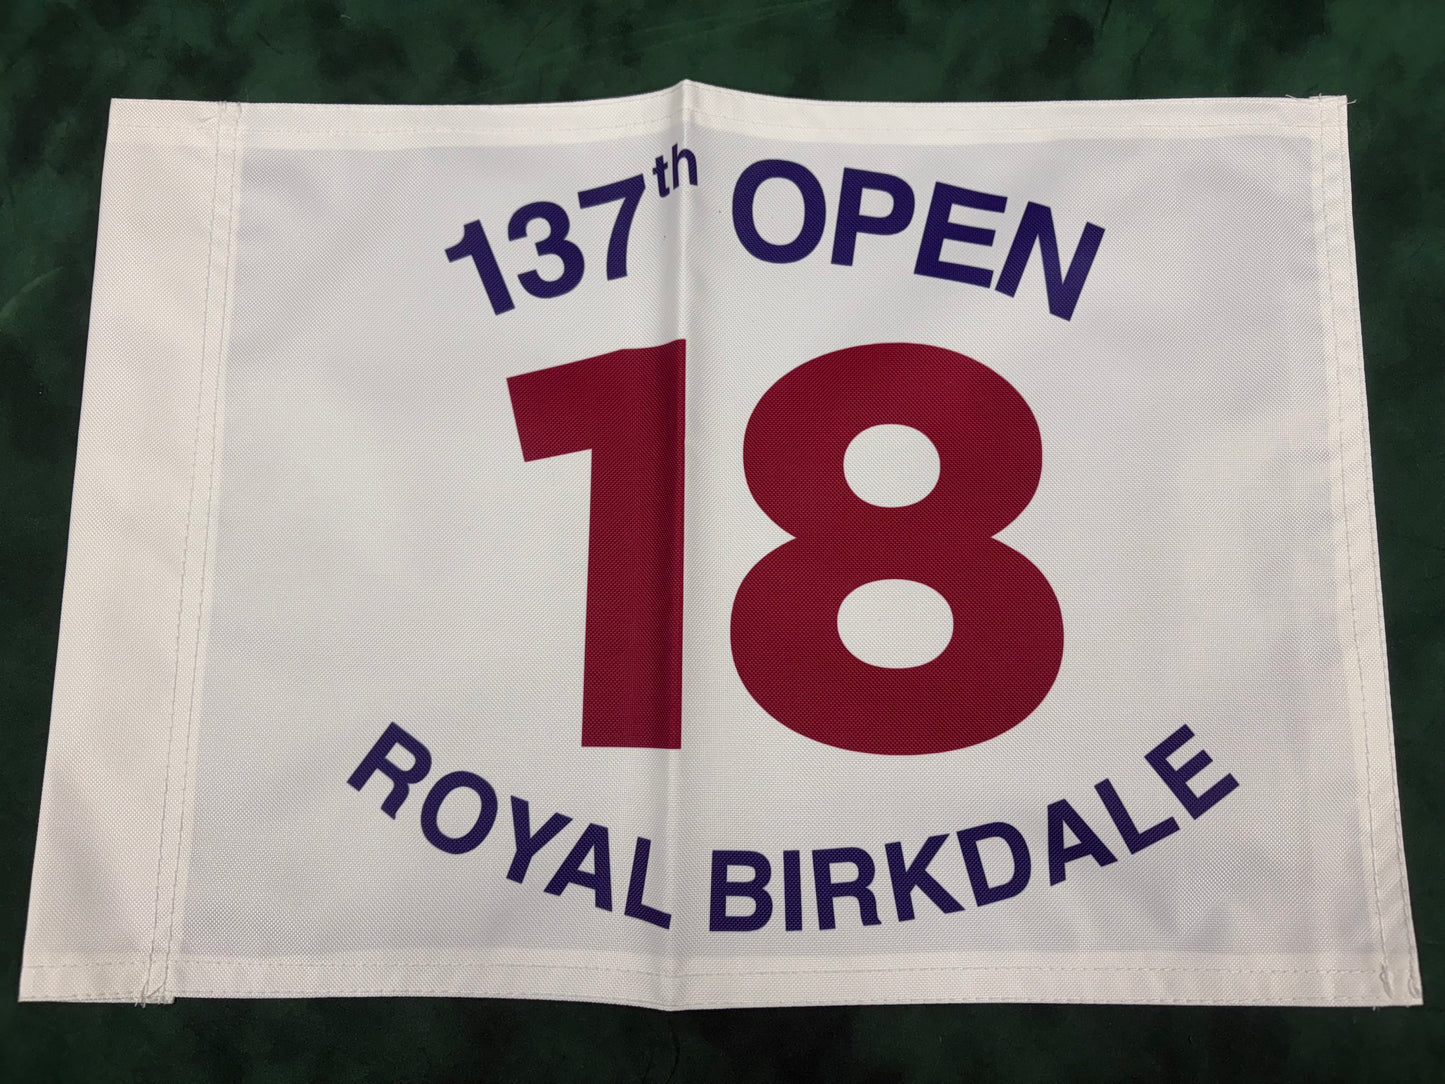 137th OPEN
18
ROYAL BIRKDALE